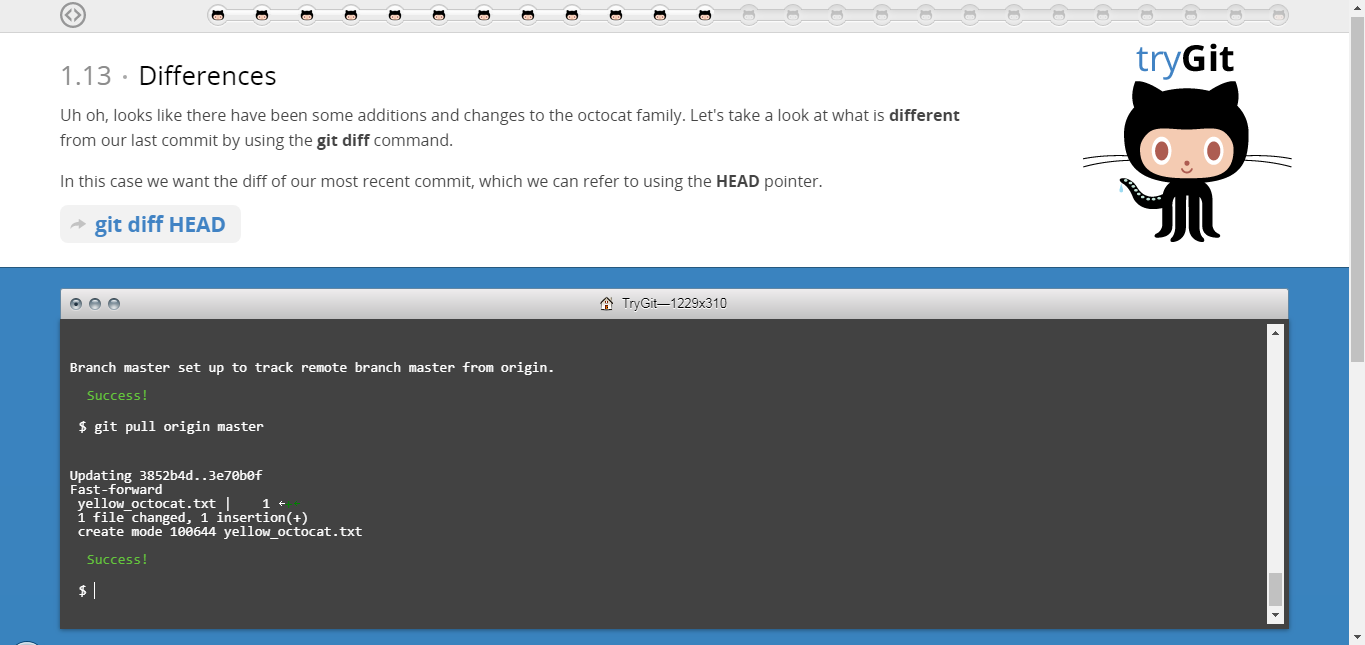 tryGit
1.13 · Differences
Uh oh, looks like there have been some additions and changes to the octocat family. Let's take a look at what is different
from our last commit by using the git diff command.
In this case we want the diff of our most recent commit, which we can refer to using the HEAD pointer.
git diff HEAD
TryGit—1229x310
Branch master set up to track remote branch master from origin.
Success!
$ git pull origin master
Updating 3852b4d..3e70b0f
Fast-forward
yellow_octocat.txt |    1 +
1 file changed, 1 insertion(+)
create mode 100644 yellow_octocat.txt
Success!
$